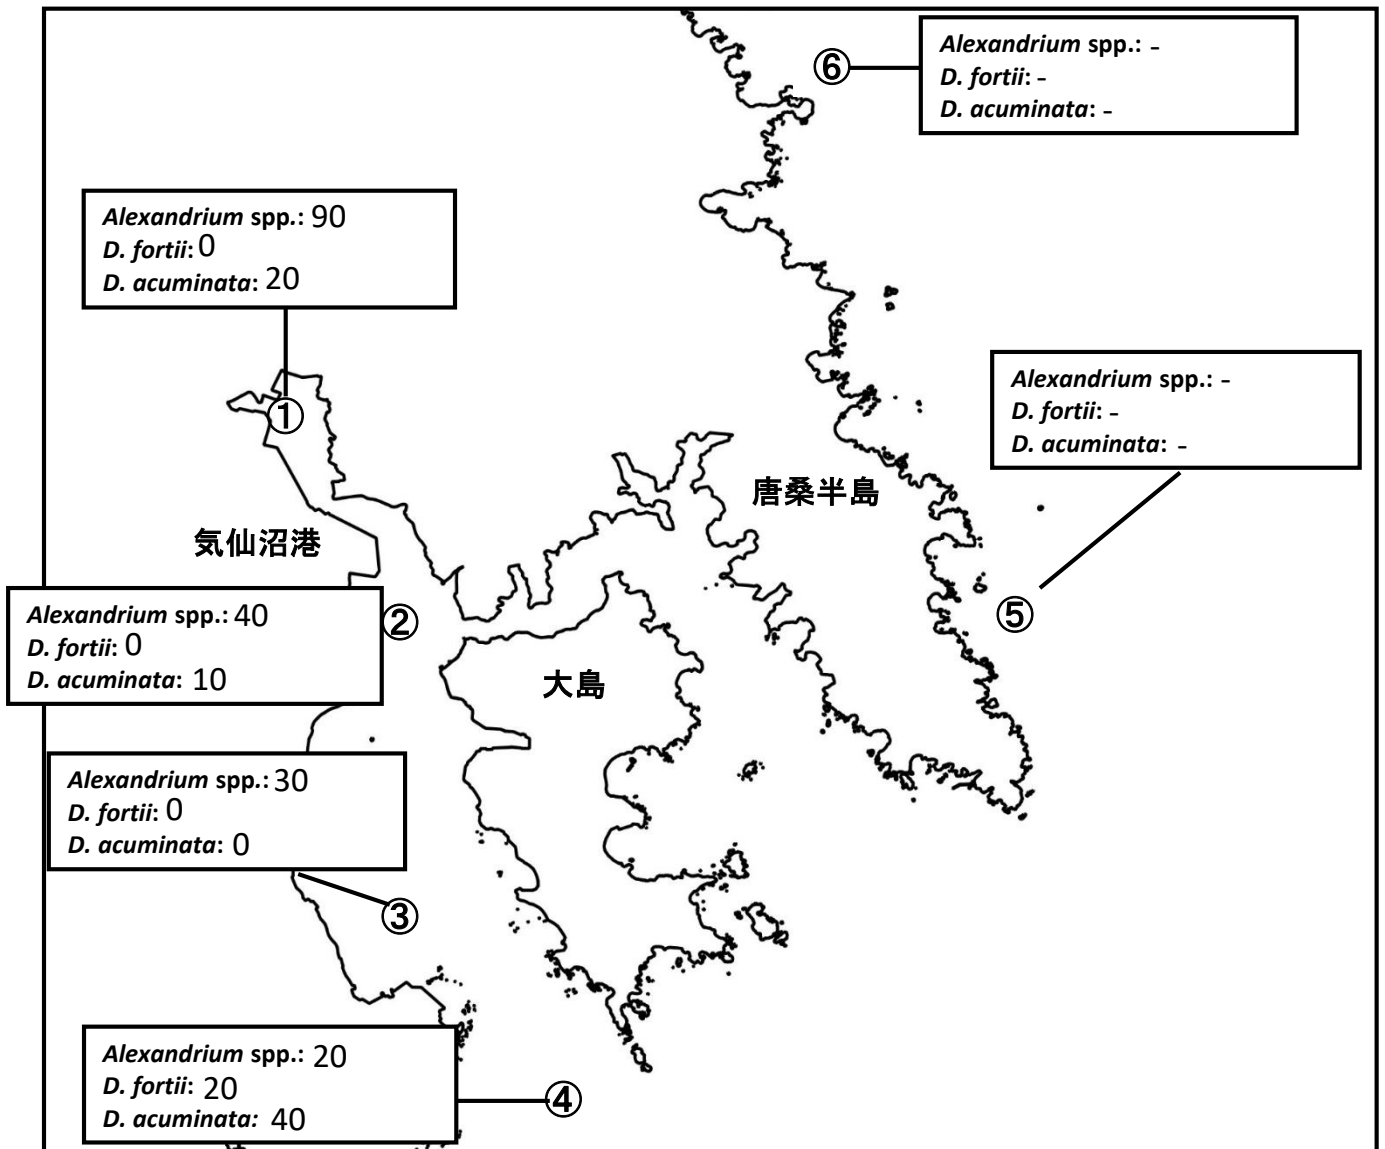 Alexandrium spp.: -
D. fortii: -
D. acuminata: -
⑥
Alexandrium spp.: 90
D. fortii: 0
D. acuminata: 20
①
Alexandrium spp.: -
D. fortii: -
D. acuminata: -
⑤
唐桑半島
気仙沼港
Alexandrium spp.: 40
D. fortii: 0
D. acuminata: 10
②
大島
Alexandrium spp.: 30
D. fortii: 0
D. acuminata: 0
③
Alexandrium spp.: 20
D. fortii: 20
D. acuminata: 40
④